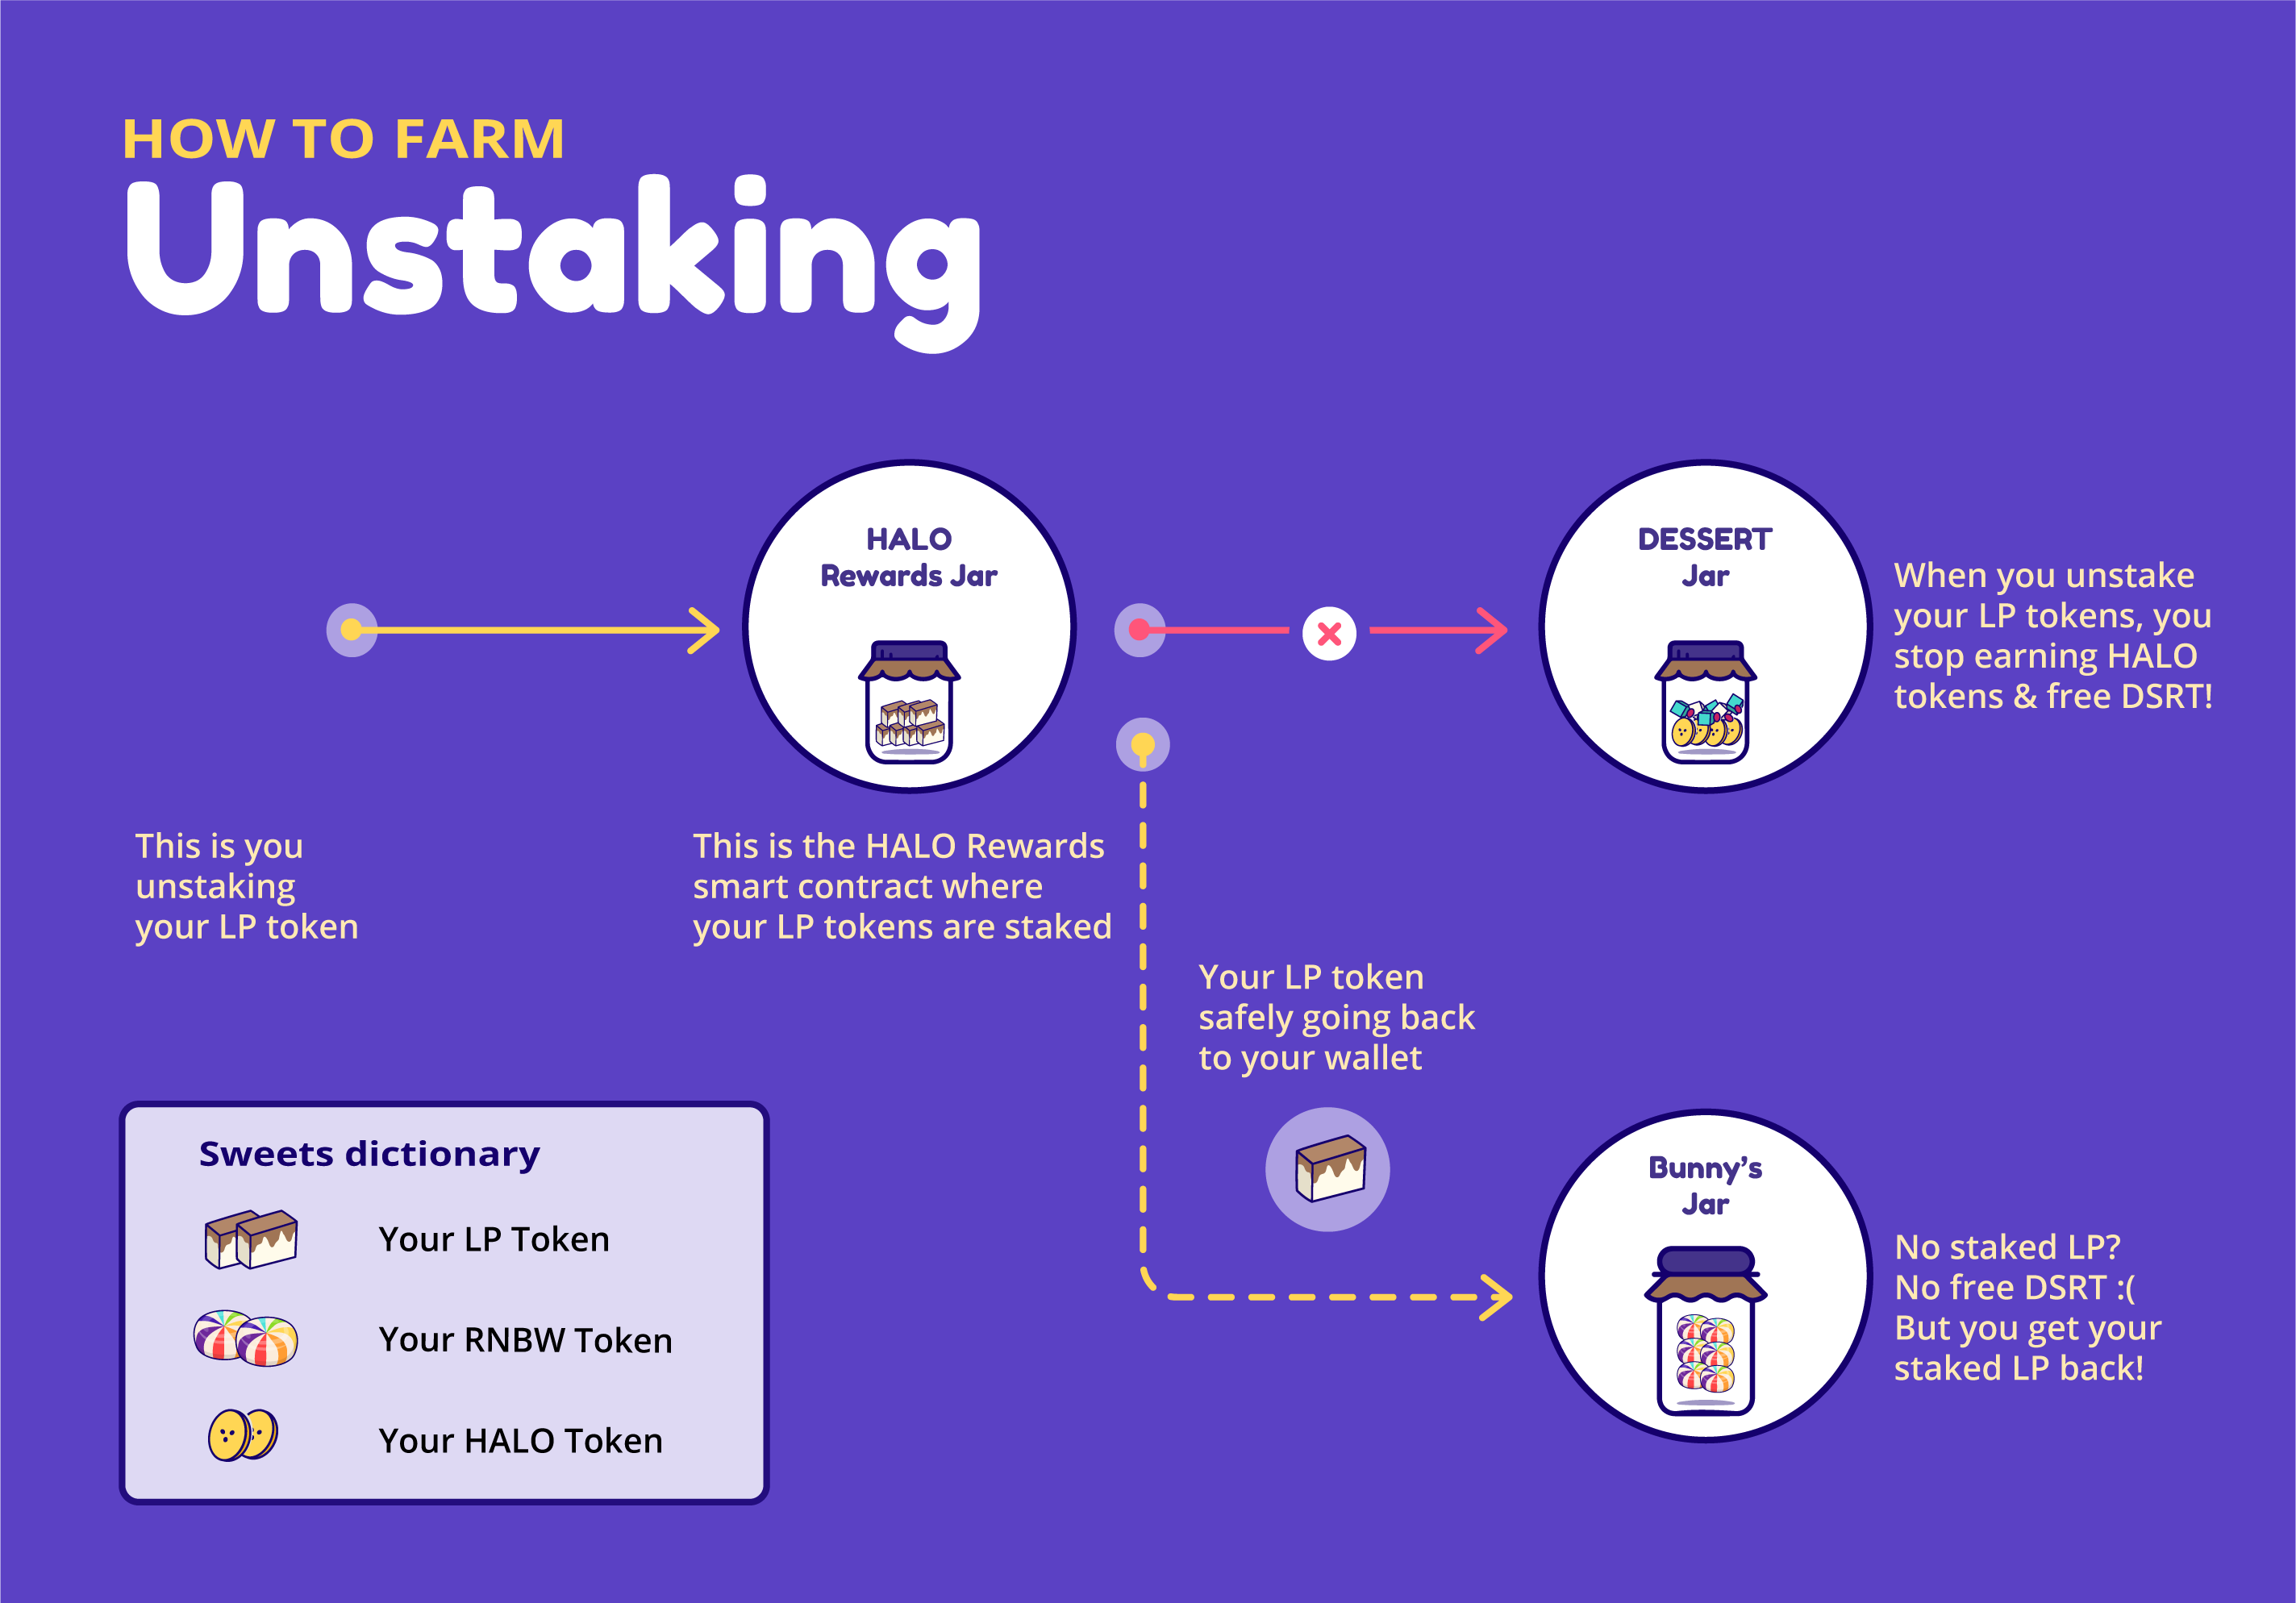 HOW TO FARM
Unstaking
HALO
Rewards Jar
DESSERT
Jar
When you unstake
your LP tokens, you
stop earning HALO
tokens & free DSRT!
This is you
unstaking
your LP token
This is the HALO Rewards
smart contract where
your LP tokens are staked
Your LP token
safely going back
to your wallet
Bunny's
Jar
No staked LP?
No free DSRT :(
But you get your
staked LP back!
Sweets dictionary
Your LP Token
Your RNBW Token
Your HALO Token